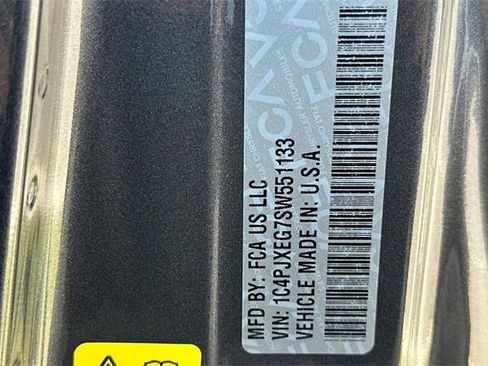 MFD BY: FCA US LLC
VIN: 1C4PJXEG7SW551133
VEHICLE MADE IN: U.S.A.